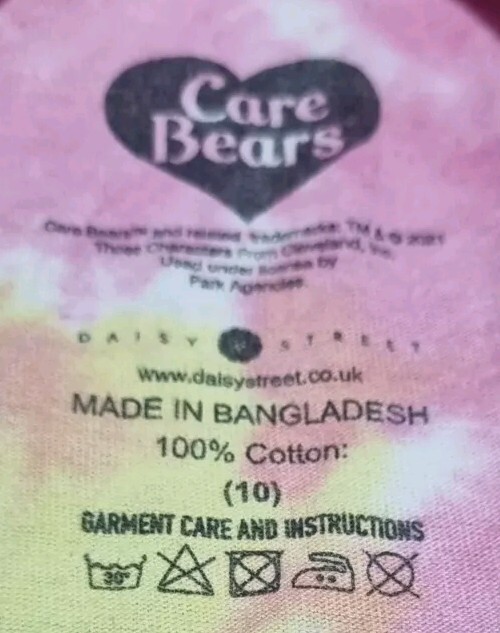 Care
Bears
Care Bears™ and related trademarks TM & © 2021
Those Characters From Cleveland, Inc.
Used under license by
Park Agencies
DAISY STREET
www.daisystreet.co.uk
MADE IN BANGLADESH
100% Cotton:
(10)
GARMENT CARE AND INSTRUCTIONS
30°